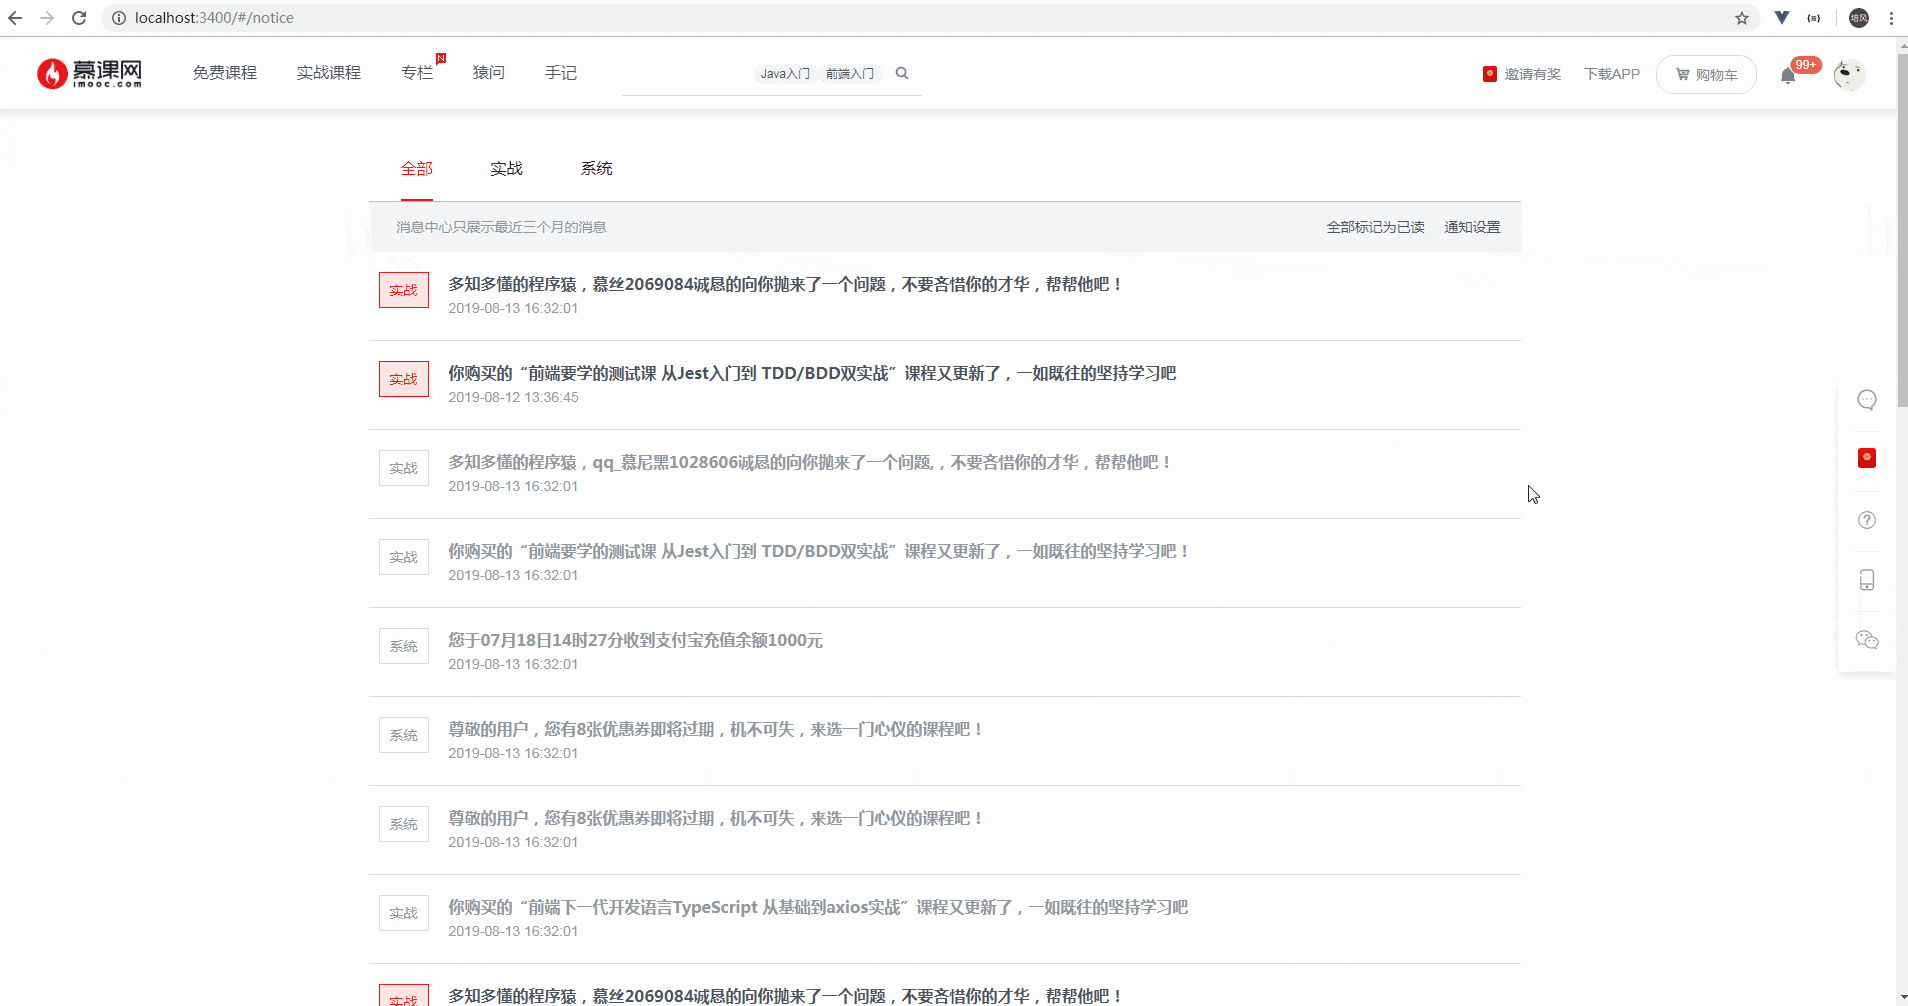 localhost:3400/#/notice
慕课网
imooc.com
免费课程 实战课程 专栏 N 猿问 手记
Java入门 前端入门
邀请有奖 下载APP 购物车 99+
全部 实战 系统
消息中心只展示最近三个月的消息 全部标记为已读 通知设置
实战 多知多懂的程序猿，慕丝2069084诚恳的向你抛来了一个问题，不要吝惜你的才华，帮帮他吧！
2019-08-13 16:32:01
实战 你购买的“前端要学的测试课 从Jest入门到 TDD/BDD双实战”课程又更新了，一如既往的坚持学习吧
2019-08-12 13:36:45
实战 多知多懂的程序猿，qq_慕尼黑1028606诚恳的向你抛来了一个问题,，不要吝惜你的才华，帮帮他吧！
2019-08-13 16:32:01
实战 你购买的“前端要学的测试课 从Jest入门到 TDD/BDD双实战”课程又更新了，一如既往的坚持学习吧！
2019-08-13 16:32:01
系统 您于07月18日14时27分收到支付宝充值余额1000元
2019-08-13 16:32:01
系统 尊敬的用户，您有8张优惠券即将过期，机不可失，来选一门心仪的课程吧！
2019-08-13 16:32:01
系统 尊敬的用户，您有8张优惠券即将过期，机不可失，来选一门心仪的课程吧！
2019-08-13 16:32:01
实战 你购买的“前端下一代开发语言TypeScript 从基础到axios实战”课程又更新了，一如既往的坚持学习吧
2019-08-13 16:32:01
实战 多知多懂的程序猿，慕丝2069084诚恳的向你抛来了一个问题，不要吝惜你的才华，帮帮他吧！